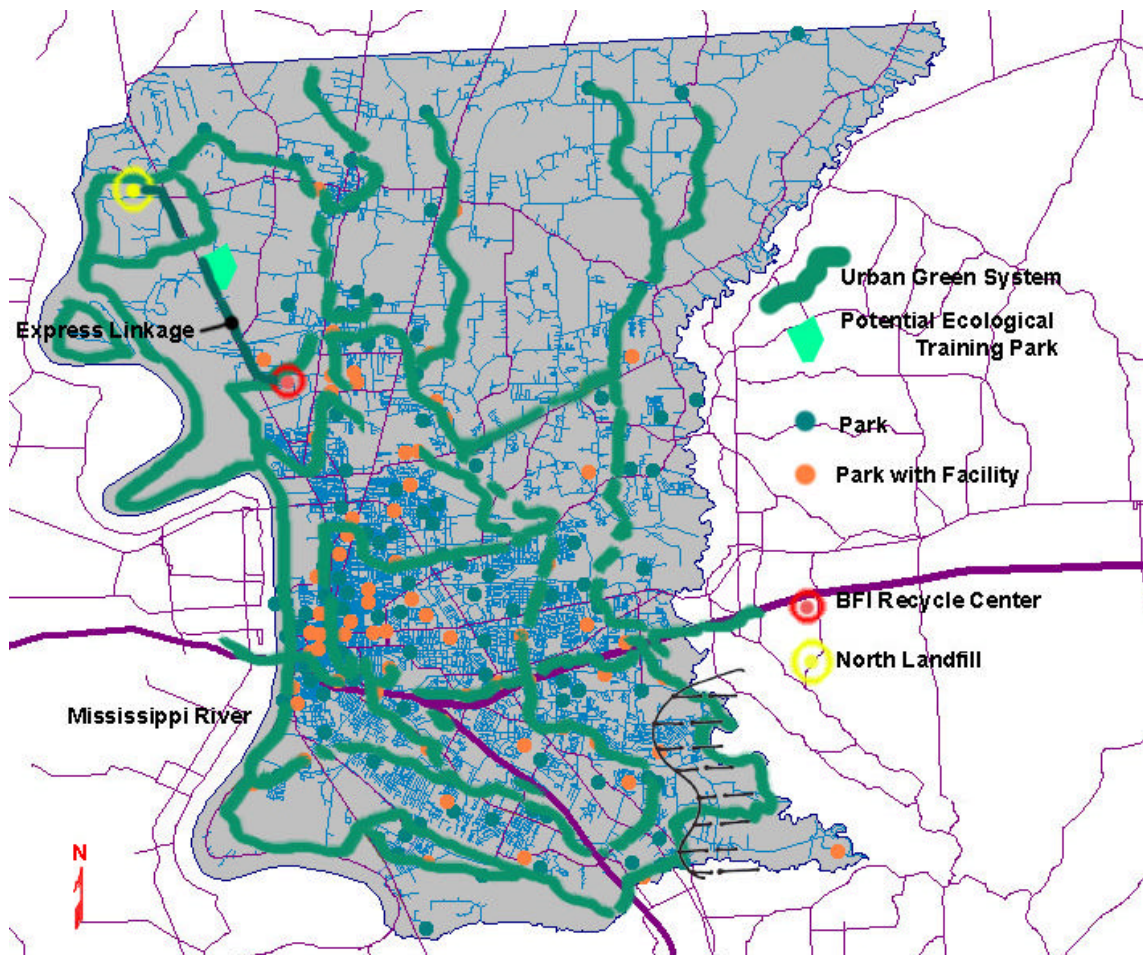 Urban Green System
Express Linkage
Potential Ecological
Training Park
Park
Park with Facility
BFI Recycle Center
North Landfill
Mississippi River
N